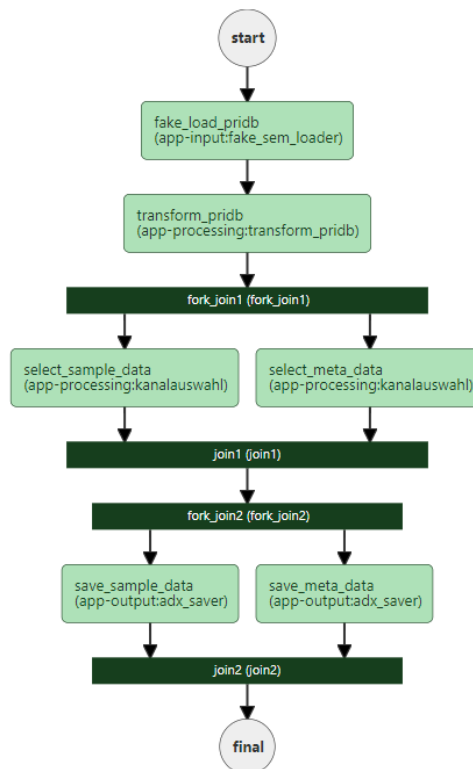 start
fake_load_pridb
(app-input:fake_sem_loader)
transform_pridb
(app-processing:transform_pridb)
fork_join1 (fork_join1)
select_sample_data
(app-processing:kanalauswahl)
select_meta_data
(app-processing:kanalauswahl)
join1 (join1)
fork_join2 (fork_join2)
save_sample_data
(app-output:adx_saver)
save_meta_data
(app-output:adx_saver)
join2 (join2)
final